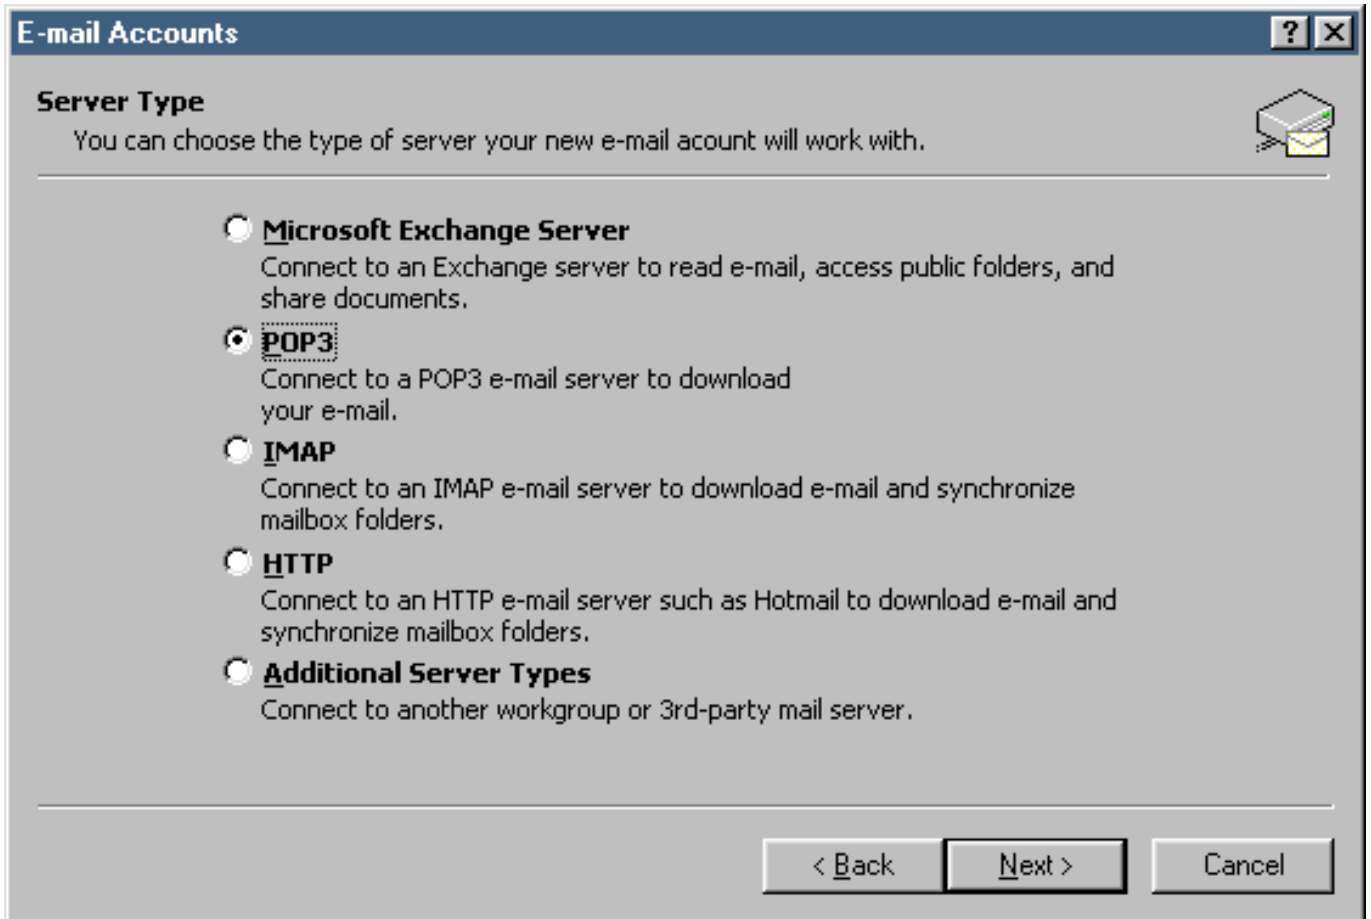 E-mail Accounts
Server Type
You can choose the type of server your new e-mail acount will work with.
Microsoft Exchange Server
Connect to an Exchange server to read e-mail, access public folders, and
share documents.
POP3
Connect to a POP3 e-mail server to download
your e-mail.
IMAP
Connect to an IMAP e-mail server to download e-mail and synchronize
mailbox folders.
HTTP
Connect to an HTTP e-mail server such as Hotmail to download e-mail and
synchronize mailbox folders.
Additional Server Types
Connect to another workgroup or 3rd-party mail server.
< Back Next > Cancel